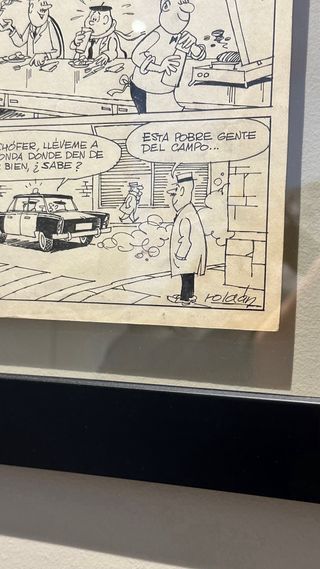 CHÓFER, LLÉVEME A
ONDA DONDE DEN DE
BIEN, ¿ SABE ?
ESTA POBRE GENTE
DEL CAMPO...
roldán